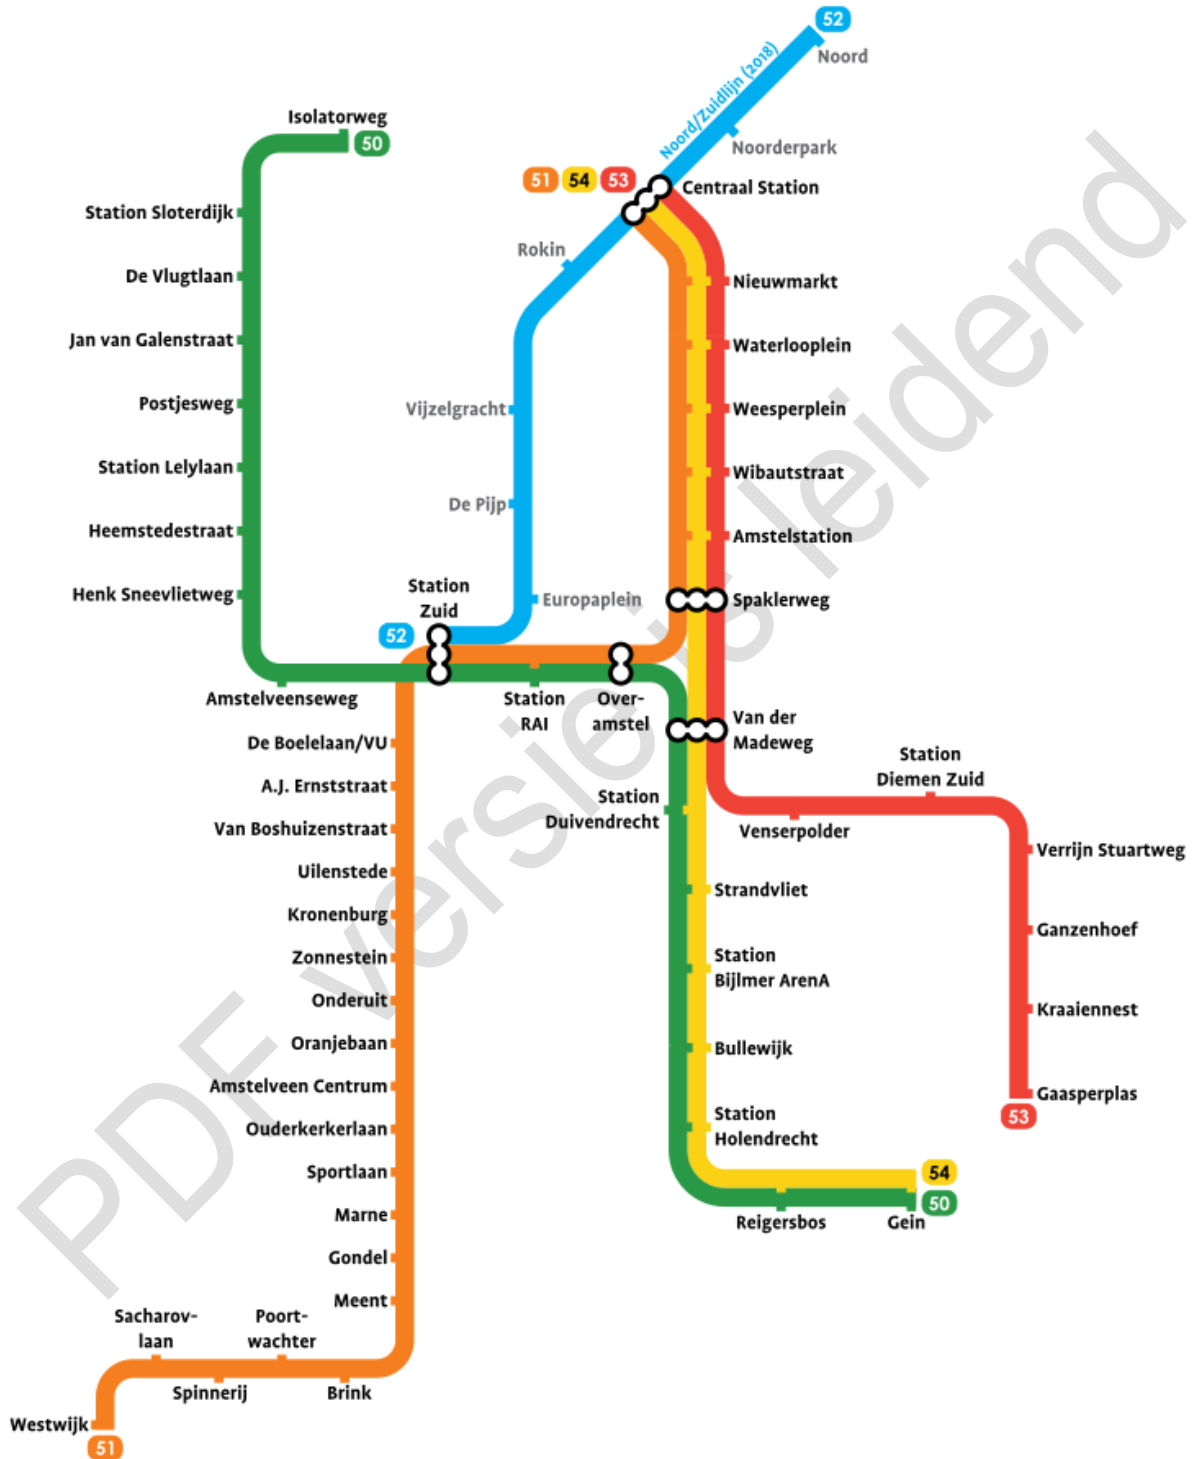 52
Noord
Noord/Zuidlijn (2018)
Noorderpark
Isolatorweg
50
51 54 53
Centraal Station
Station Sloterdijk
Rokin
De Vlugtlaan
Nieuwmarkt
Jan van Galenstraat
Waterlooplein
Postjesweg
Vijzelgracht
Weesperplein
Station Lelylaan
Wibautstraat
De Pijp
Heemstedestraat
Amstelstation
Henk Sneevlietweg
Station
Zuid
Europaplein
Spaklerweg
52
Amstelveenseweg
Station
RAI
Over-
amstel
Van der
Madeweg
De Boelelaan/VU
Station
Diemen Zuid
A.J. Ernststraat
Station
Duivendrecht
Van Boshuizenstraat
Venserpolder
Verrijn Stuartweg
Uilenstede
Strandvliet
Kronenburg
Ganzenhoef
Zonnestein
Station
Bijlmer ArenA
Onderuit
Kraaiennest
Oranjebaan
Bullewijk
Amstelveen Centrum
Gaasperplas
53
Ouderkerkerlaan
Station
Holendrecht
Sportlaan
54
50
Marne
Reigersbos
Gein
Gondel
Meent
Sacharov-
laan
Poort-
wachter
Spinnerij
Brink
Westwijk
51
PDF versie is leidend